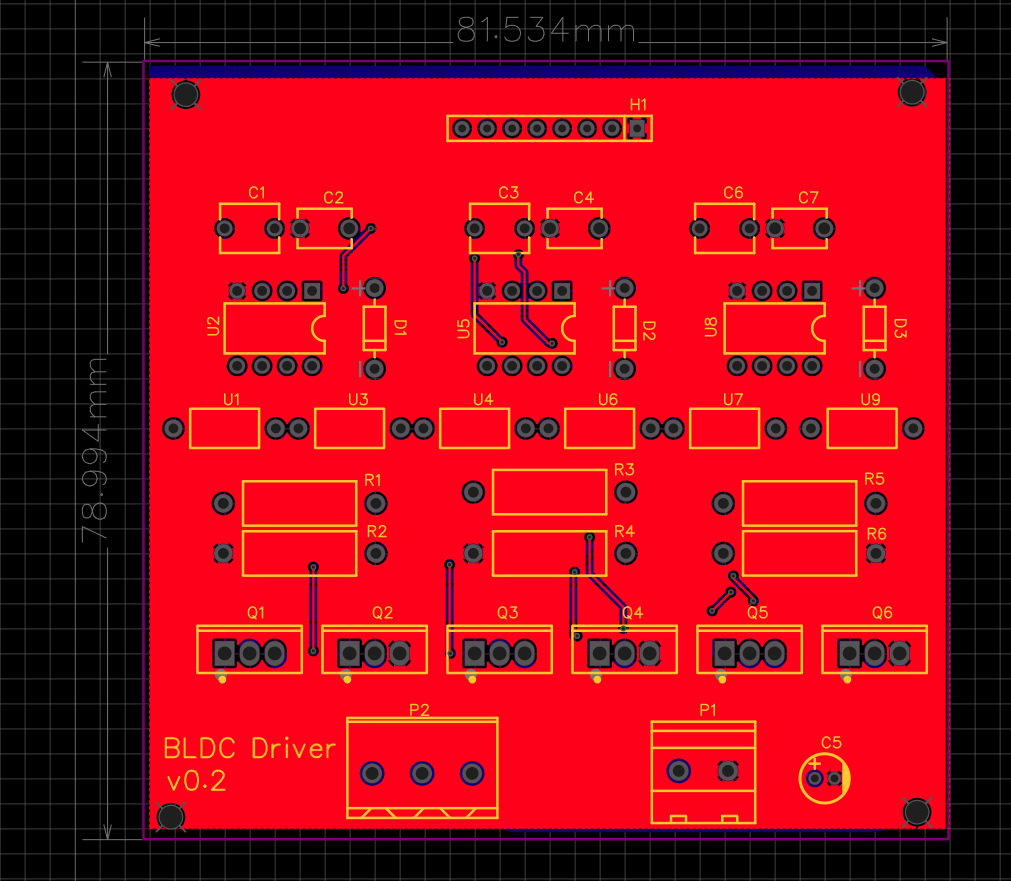 81.534mm
78.994mm
H1
C1 C2 C3 C4 C6 C7
U2 D1 U5 D2 U8 D3
U1 U3 U4 U6 U7 U9
R1 R3 R5
R2 R4 R6
Q1 Q2 Q3 Q4 Q5 Q6
P2 P1
BLDC Driver C5
v0.2 +